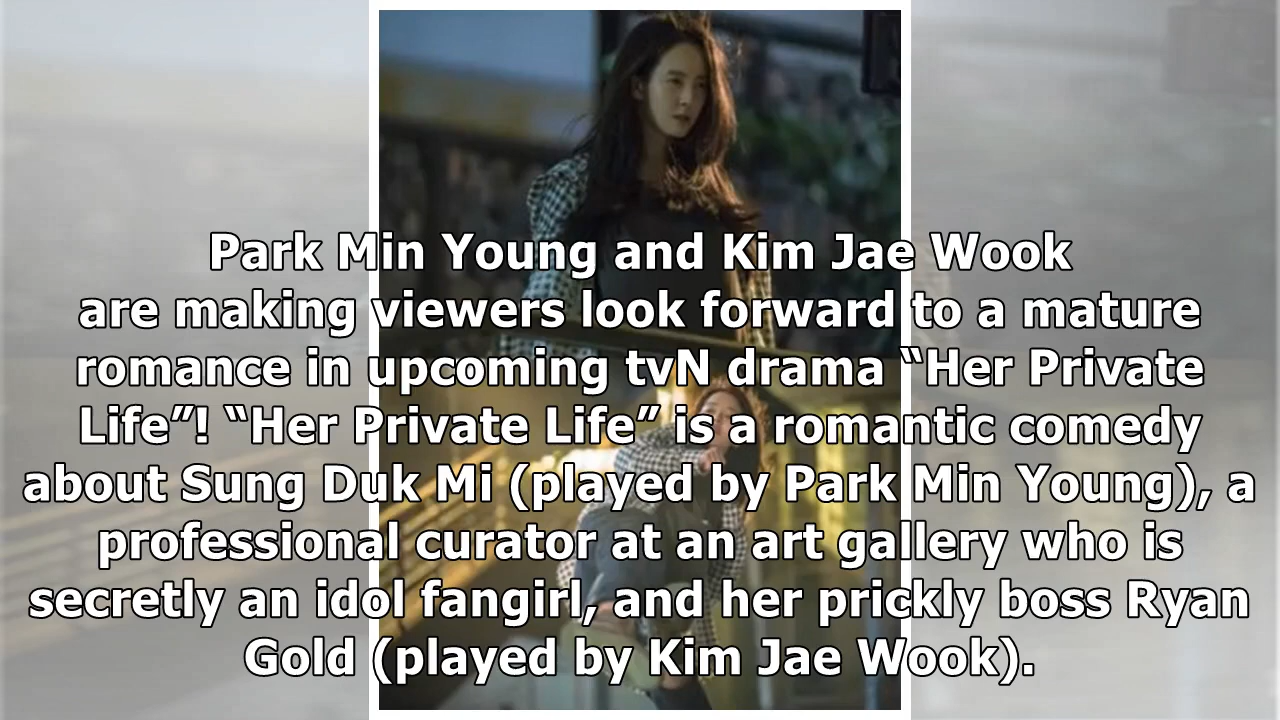 Park Min Young and Kim Jae Wook
are making viewers look forward to a mature
romance in upcoming tvN drama “Her Private
Life”! “Her Private Life” is a romantic comedy
about Sung Duk Mi (played by Park Min Young), a
professional curator at an art gallery who is
secretly an idol fangirl, and her prickly boss Ryan
Gold (played by Kim Jae Wook).